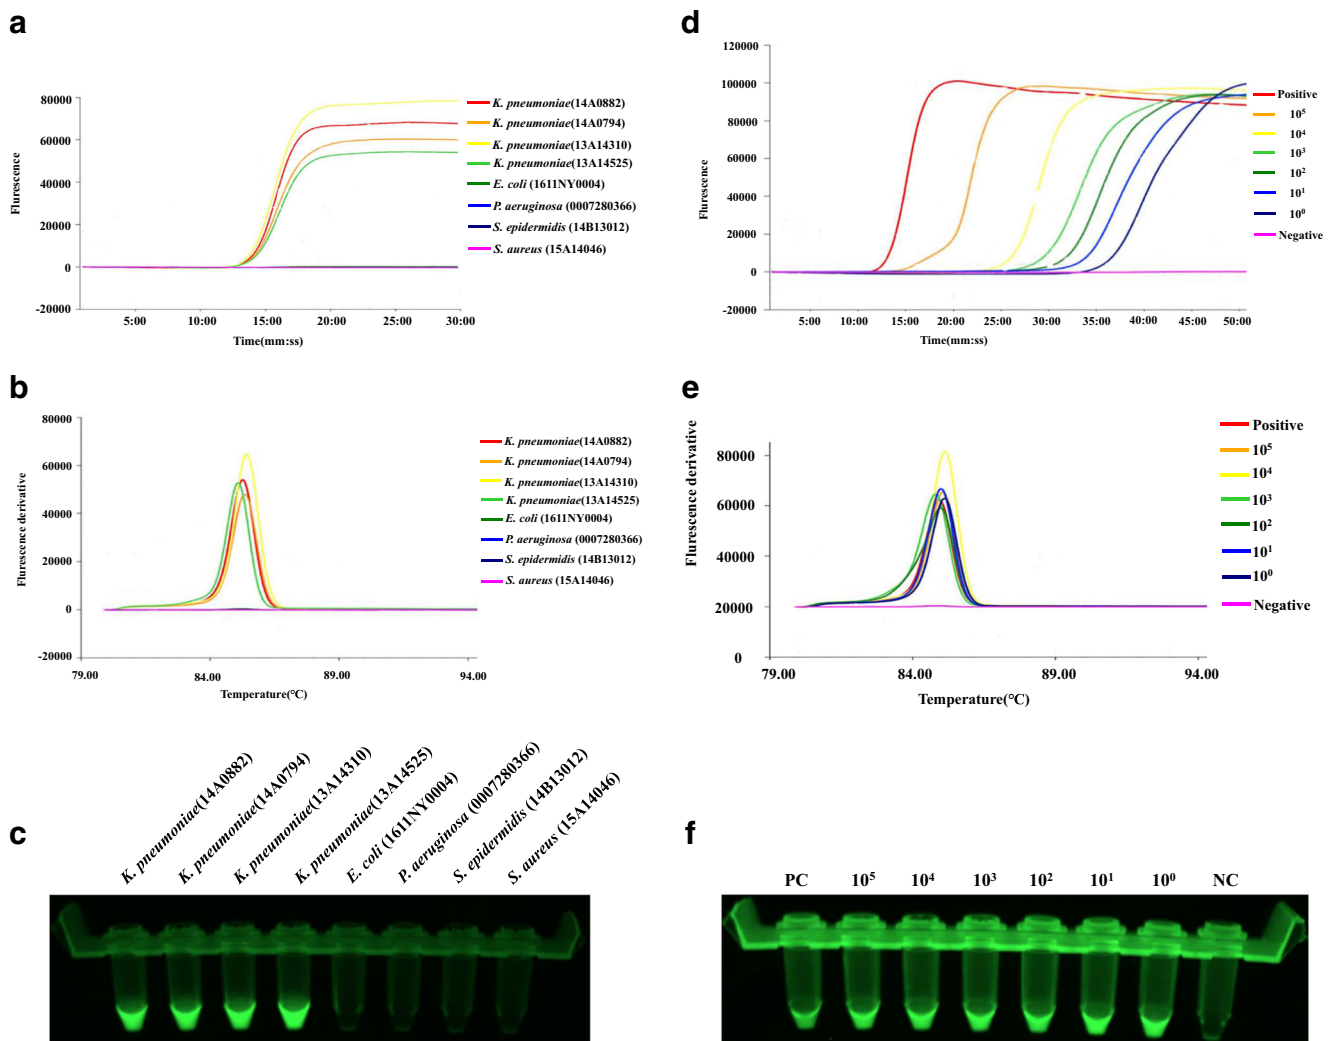 a
80000
60000
40000
20000
0
-20000
Flurescence
5:00 10:00 15:00 20:00 25:00 30:00
Time(mm:ss)
K. pneumoniae(14A0882)
K. pneumoniae(14A0794)
K. pneumoniae(13A14310)
K. pneumoniae(13A14525)
E. coli (1611NY0004)
P. aeruginosa (0007280366)
S. epidermidis (14B13012)
S. aureus (15A14046)
d
120000
100000
80000
60000
40000
20000
0
-20000
Flurescence
5:00 10:00 15:00 20:00 25:00 30:00 35:00 40:00 45:00 50:00
Time(mm:ss)
Positive
10⁵
10⁴
10³
10²
10¹
10⁰
Negative
b
80000
60000
40000
20000
0
-20000
Flurescence derivative
79.00 84.00 89.00 94.00
Temperature(°C)
K. pneumoniae(14A0882)
K. pneumoniae(14A0794)
K. pneumoniae(13A14310)
K. pneumoniae(13A14525)
E. coli (1611NY0004)
P. aeruginosa (0007280366)
S. epidermidis (14B13012)
S. aureus (15A14046)
e
80000
60000
40000
20000
0
Flurescence derivative
79.00 84.00 89.00 94.00
Temperature(°C)
Positive
10⁵
10⁴
10³
10²
10¹
10⁰
Negative
c
K. pneumoniae(14A0882)
K. pneumoniae(14A0794)
K. pneumoniae(13A14310)
K. pneumoniae(13A14525)
E. coli (1611NY0004)
P. aeruginosa (0007280366)
S. epidermidis (14B13012)
S. aureus (15A14046)
f
PC 10⁵ 10⁴ 10³ 10² 10¹ 10⁰ NC